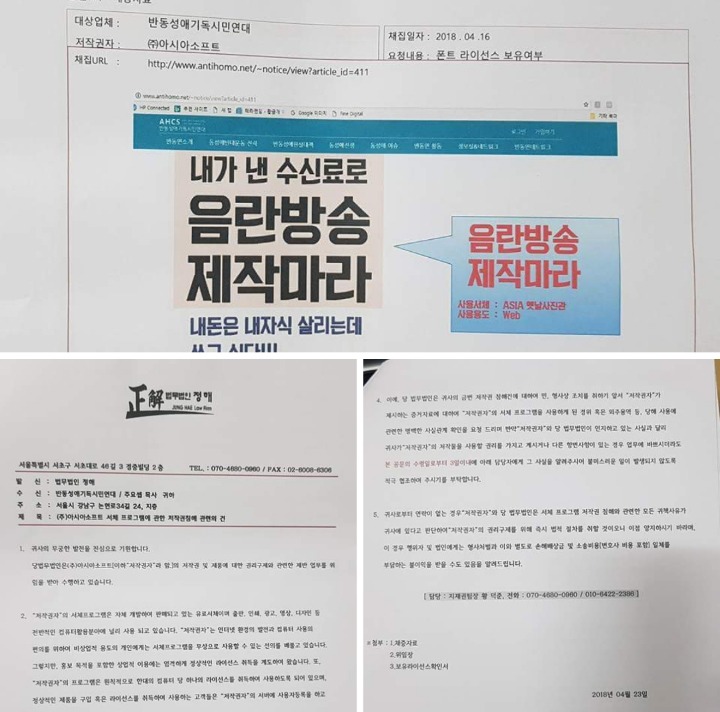 대상업체 : 반동성애기독시민연대
저작권자 : ㈜아시아소프트
채집일자 : 2018 . 04 .16
요청내용 : 폰트 라이선스 보유여부
채집URL : http://www.antihomo.net/~notice/view?article_id=411
www.antihomo.net/~notice/view?article_id=411
HP Connected
Google 이미지
Fine Digital
AHCS
반동성애기독시민연대
내가 낸 수신료로
음란방송
제작마라
내돈은 내자식 살리는데
쓰고 싶다!!!
음란방송
제작마라
사용서체 : ASIA 옛날사진관
사용용도 : Web
正解 법무법인 정해
JUNG HAE Law Firm
서울특별시 서초구 서초대로 46길 3 경중빌딩 2층
TEL. : 070-4680-0960 / FAX : 02-6008-6306
발 신 : 법무법인 정해
수 신 : 반동성애기독시민연대 / 주요셉 목사 귀하
주 소 : 서울시 강남구 논현로34길 24, 지층
제 목 : (주)아시아소프트 서체 프로그램에 관한 저작권침해 관련의 건
1. 귀사의 무궁한 발전을 진심으로 기원합니다.
당법무법인은(주)아시아소프트[이하"저작권자"라 함]의 저작권 및 제품에 대한 권리구제와 관련한 제반 업무를 위
임을 받아 수행하고 있습니다.
2. "저작권자"의 서체프로그램은 자체 개발하여 판매되고 있는 유료서체이며 출판, 인쇄, 광고, 영상, 디자인 등
전반적인 컴퓨터활용분야에 널리 사용 되고 있습니다. "저작권자"는 인터넷 환경의 발전과 컴퓨터 사용의
편의를 위하여 비상업적 용도의 개인에게는 서체프로그램을 무상으로 사용할 수 있는 선의를 베풀고 있습니다.
그렇지만, 홍보 목적을 포함한 상업적 이용에는 엄격하게 정상적인 라이선스 취득을 계도하여 왔습니다. 또,
"저작권자"의 프로그램은 원칙적으로 한대의 컴퓨터 당 하나의 라이선스를 취득하여 사용하도록 되어 있으며,
정상적인 제품을 구입 혹은 라이선스를 취득하여 사용하는 고객들은 "저작권자"의 서버에 사용자등록을 하고
4. 이에, 당 법무법인은 귀사의 금번 저작권 침해건에 대하여 먼, 형사상 조치를 취하기 앞서 "저작권자"가
제시하는 증거자료에 대하여 "저작권자"의 서체 프로그램을 사용하게 된 경위 혹은 외주용역 등, 당해 사용에
관련한 명백한 사실관계 확인을 요청 드리며 만약"저작권자"와 당 법무법인이 인지하고 있는 사실과 달리
귀사가"저작권자"의 저작물을 사용할 권리를 가지고 계시거나 다른 항변사항이 있는 경우 업무에 바쁘시더라도
본 공문의 수령일로부터 3일이내에 아래 담당자에게 그 사실을 알려주시어 불미스러운 일이 발생되지 않도록
적극 협조하여 주시기를 부탁합니다.
5. 귀사로부터 연락이 없는 경우"저작권자"와 당 법무법인은 서체 프로그램 저작권 침해와 관련한 모든 귀책사유가
귀사에 있다고 판단하여"저작권자"의 권리구제를 위해 즉시 법적 절차를 취할 것이오니 이점 양지하시기 바라며,
이 경우 행위자 및 법인에게는 형사처벌과 이와 별도로 손해배상금 및 소송비용[변호사 비용 포함] 일체를
부담하는 불이익을 받을 수도 있음을 알려드립니다.
[ 담당 : 지재권팀장 황 덕준, 전화 : 070-4680-0960 / 010-6422-2398 ]
※첨부 : 1.채증자료
2.위임장
3.보유라이선스확인서
2018년 04월 23일